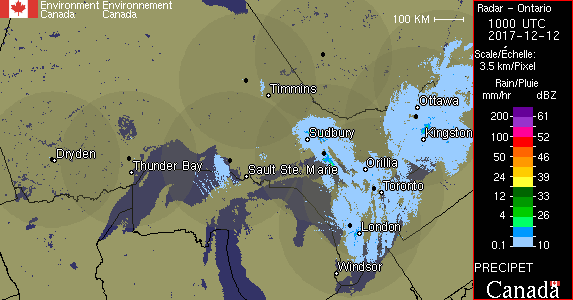 Environment Environnement
Canada Canada
100 KM
Timmins
Ottawa
Sudbury
Kingston
Dryden
Thunder Bay
Sault Ste. Marie
Orillia
Toronto
London
Windsor
Radar - Ontario
1000 UTC
2017-12-12
Scale/Échelle:
3.5 km/Pixel
Rain/Pluie
mm/hr dBZ
200 61
100 52
50 46
24 39
12 33
4 26
0.1 10
PRECIPET
Canada